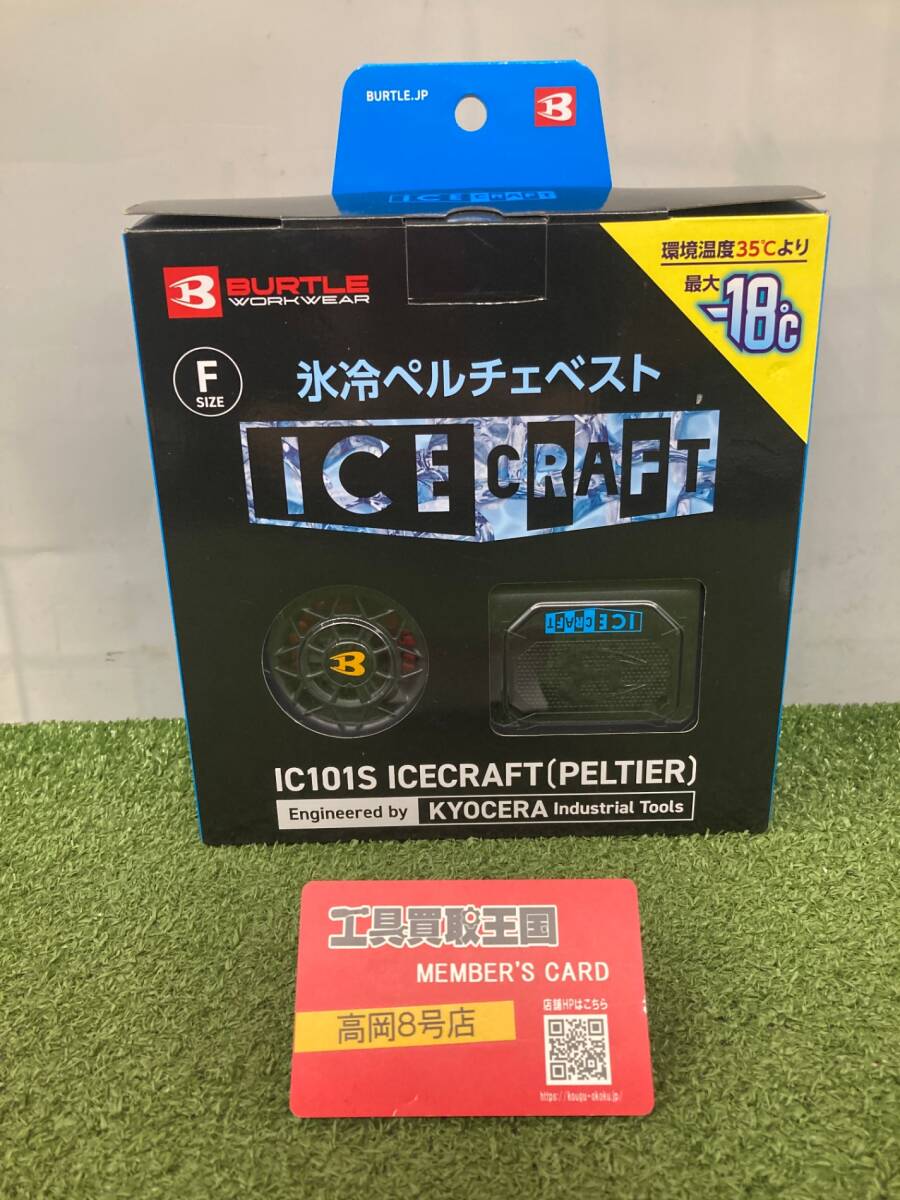 BURTLE.JP
B
ICE CRAFT
BURTLE
WORKWEAR
環境温度35℃より
最大
-18℃
F
SIZE
氷冷ペルチェベスト
ICE CRAFT
B
ICE CRAFT
IC101S ICECRAFT(PELTIER)
Engineered by KYOCERA Industrial Tools
工具買取王国
MEMBER'S CARD
高岡8号店
店舗HPはこちら
https://kougu-okoku.jp/